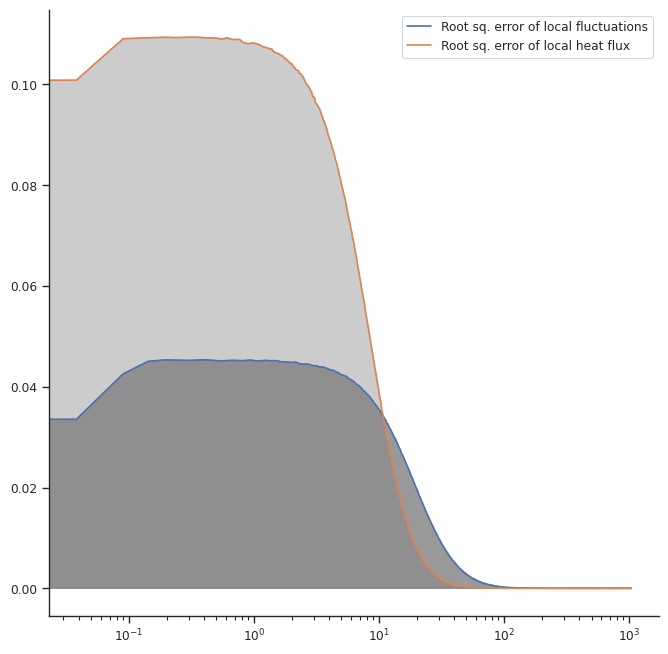 Root sq. error of local fluctuations
Root sq. error of local heat flux
0.10
0.08
0.06
0.04
0.02
0.00
10⁻¹ 10⁰ 10¹ 10² 10³